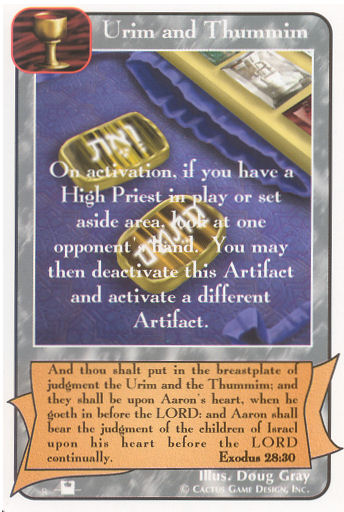 Urim and Thummim
On activation, if you have a
High Priest in play or set
aside area, look at one
opponent's hand. You may
then deactivate this Artifact
and activate a different
Artifact.
And thou shalt put in the breastplate of
judgment the Urim and the Thummim; and
they shall be upon Aaron's heart, when he
goeth in before the LORD: and Aaron shall
bear the judgment of the children of Israel
upon his heart before the LORD
continually. Exodus 28:30
Illus. Doug Gray
© Cactus Game Design, Inc.